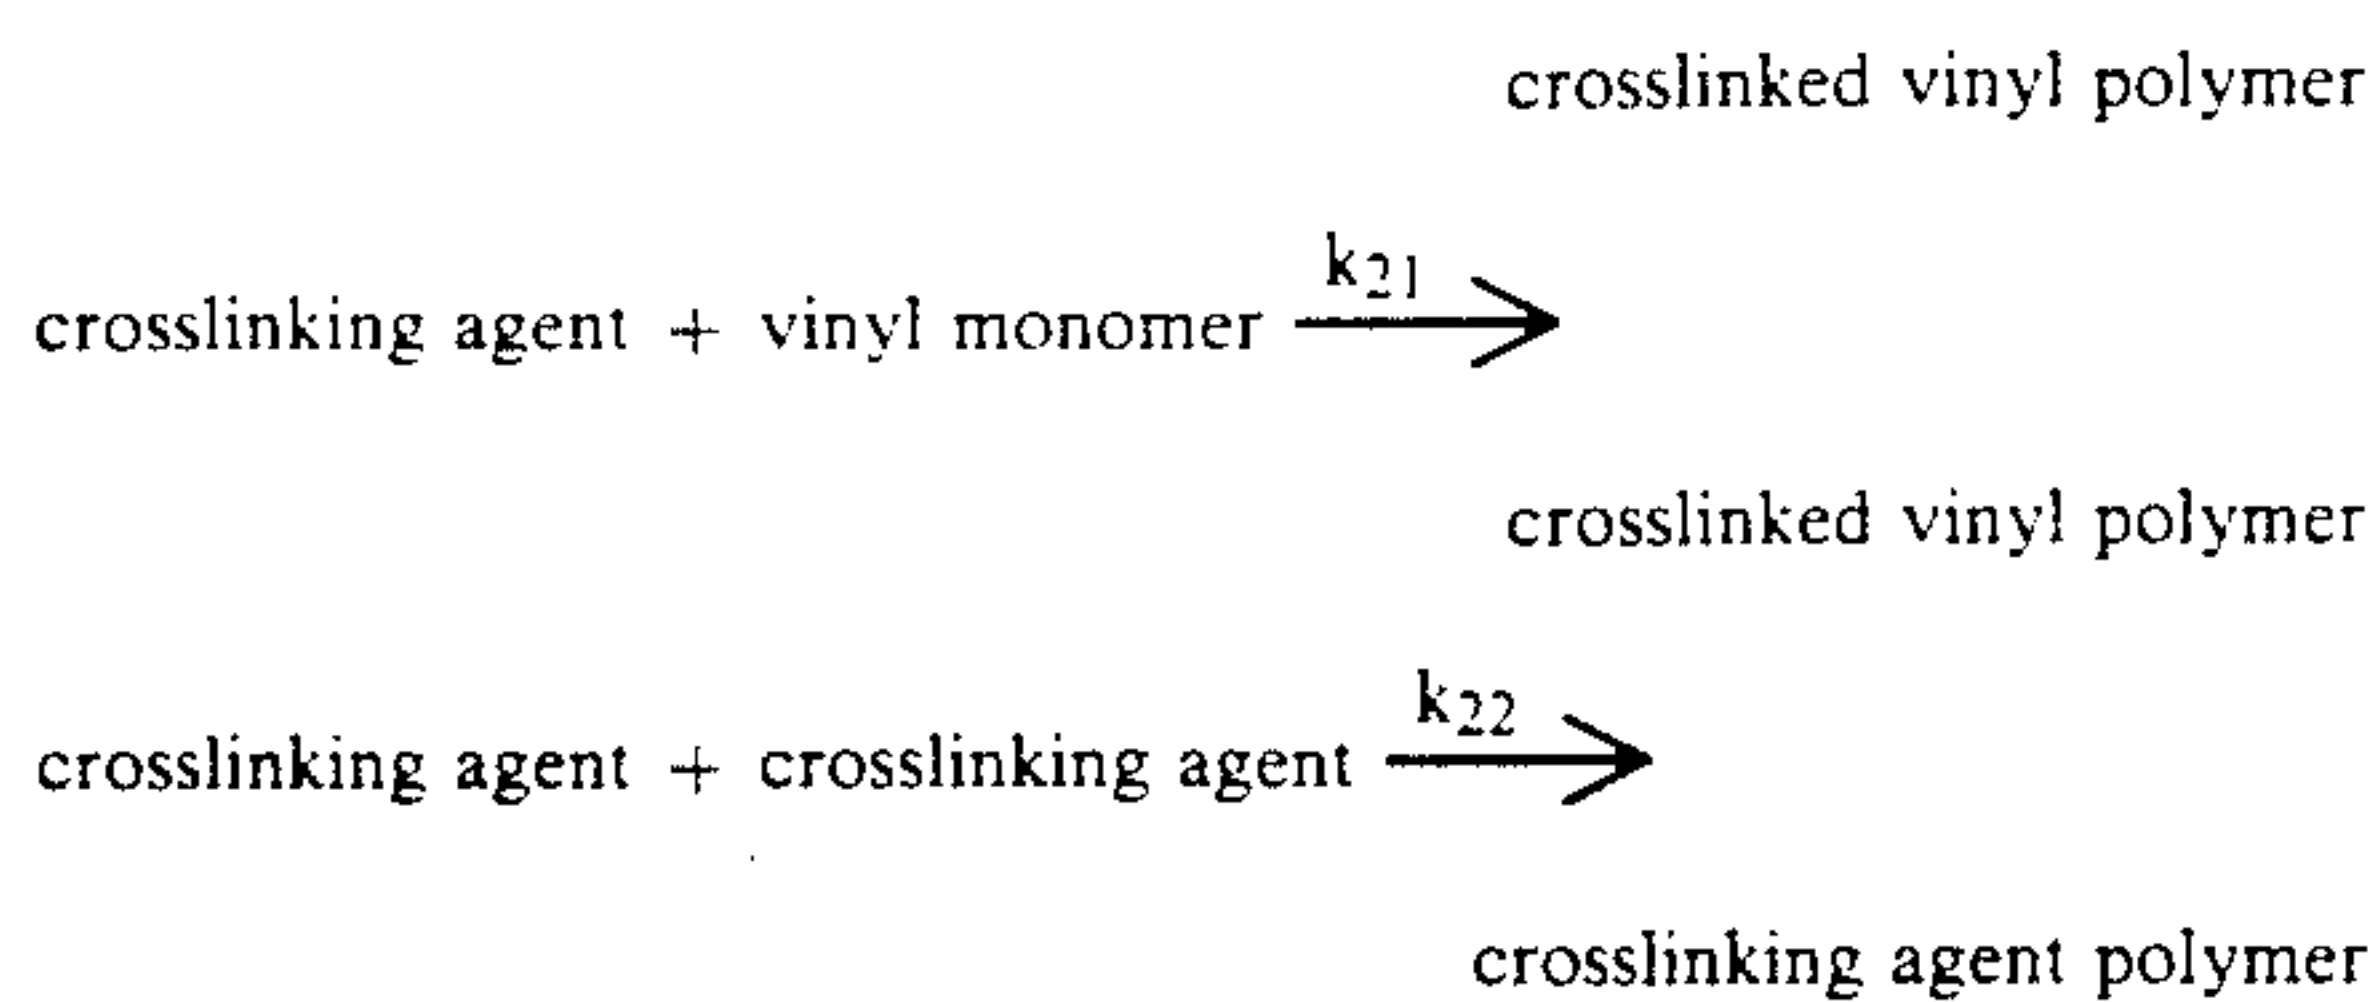 crosslinked vinyl polymer
k21
crosslinking agent + vinyl monomer ⟶
crosslinked vinyl polymer
k22
crosslinking agent + crosslinking agent ⟶
crosslinking agent polymer